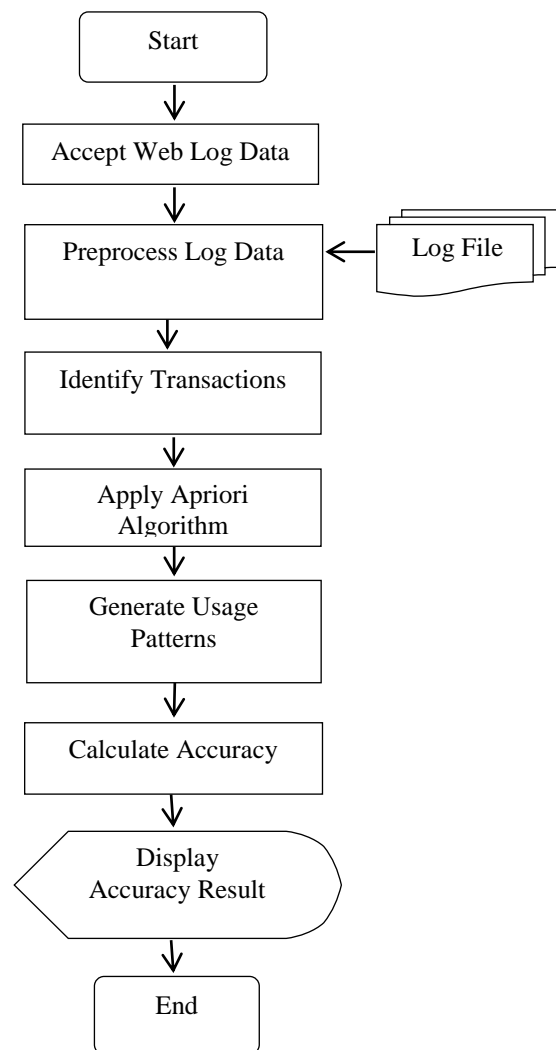 Start
Accept Web Log Data
Preprocess Log Data
Log File
Identify Transactions
Apply Apriori
Algorithm
Generate Usage
Patterns
Calculate Accuracy
Display
Accuracy Result
End